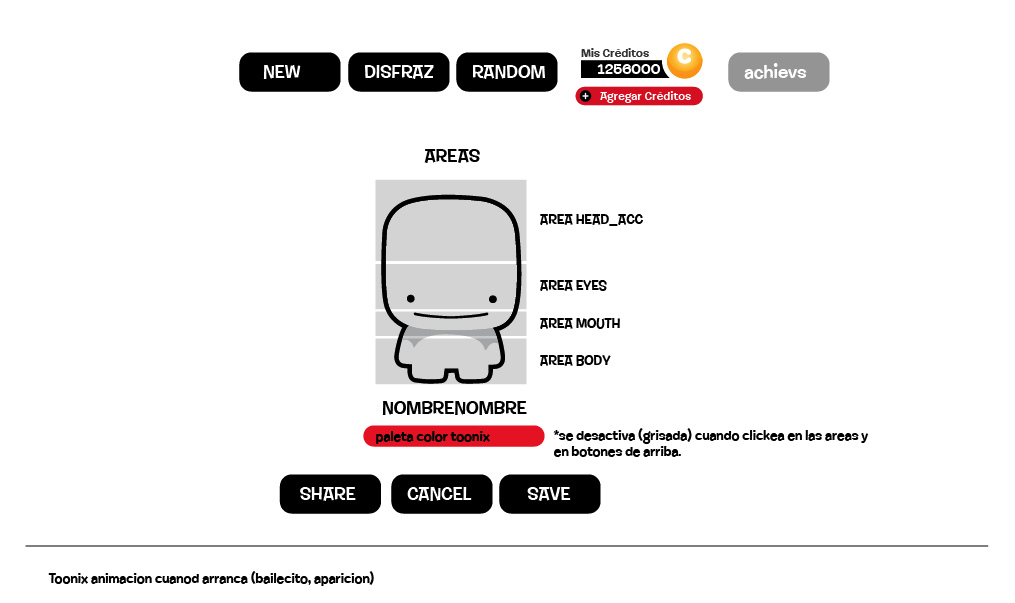 NEW
DISFRAZ
RANDOM
Mis Créditos
1256000
C
+ Agregar Créditos
achievs
AREAS
AREA HEAD_ACC
AREA EYES
AREA MOUTH
AREA BODY
NOMBRENOMBRE
paleta color toonix
*se desactiva (grisada) cuando clickea en las areas y
en botones de arriba.
SHARE
CANCEL
SAVE
Toonix animacion cuanod arranca (bailecito, aparicion)